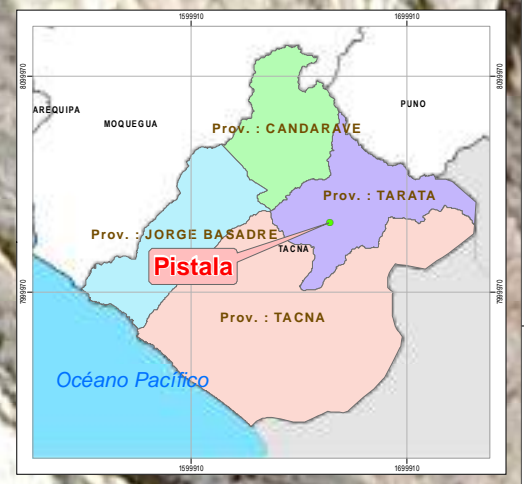 1599910 1699910
8099970 8099970
AREQUIPA
MOQUEGUA
PUNO
Prov. : CANDARAVE
Prov. : TARATA
Prov. : JORGE BASADRE
TACNA
Pistala
7999970 7999970
Prov. : TACNA
Océano Pacífico
1599910 1699910